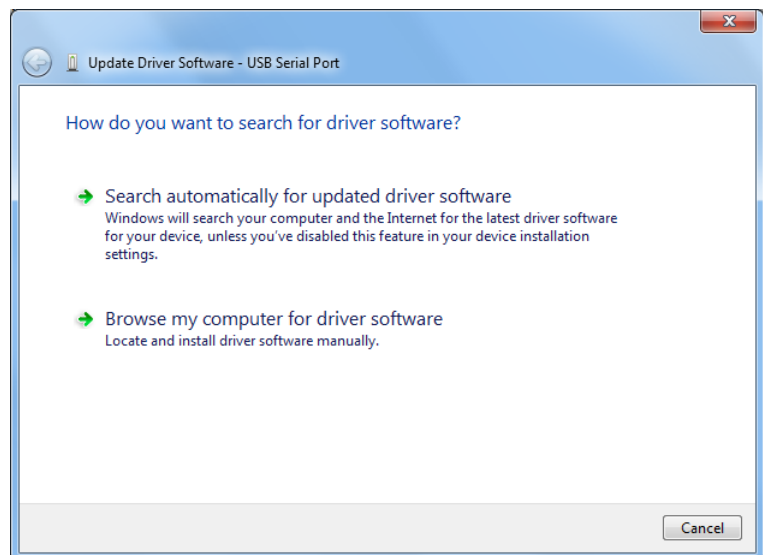 Update Driver Software - USB Serial Port
How do you want to search for driver software?
Search automatically for updated driver software
Windows will search your computer and the Internet for the latest driver software
for your device, unless you've disabled this feature in your device installation
settings.
Browse my computer for driver software
Locate and install driver software manually.
Cancel